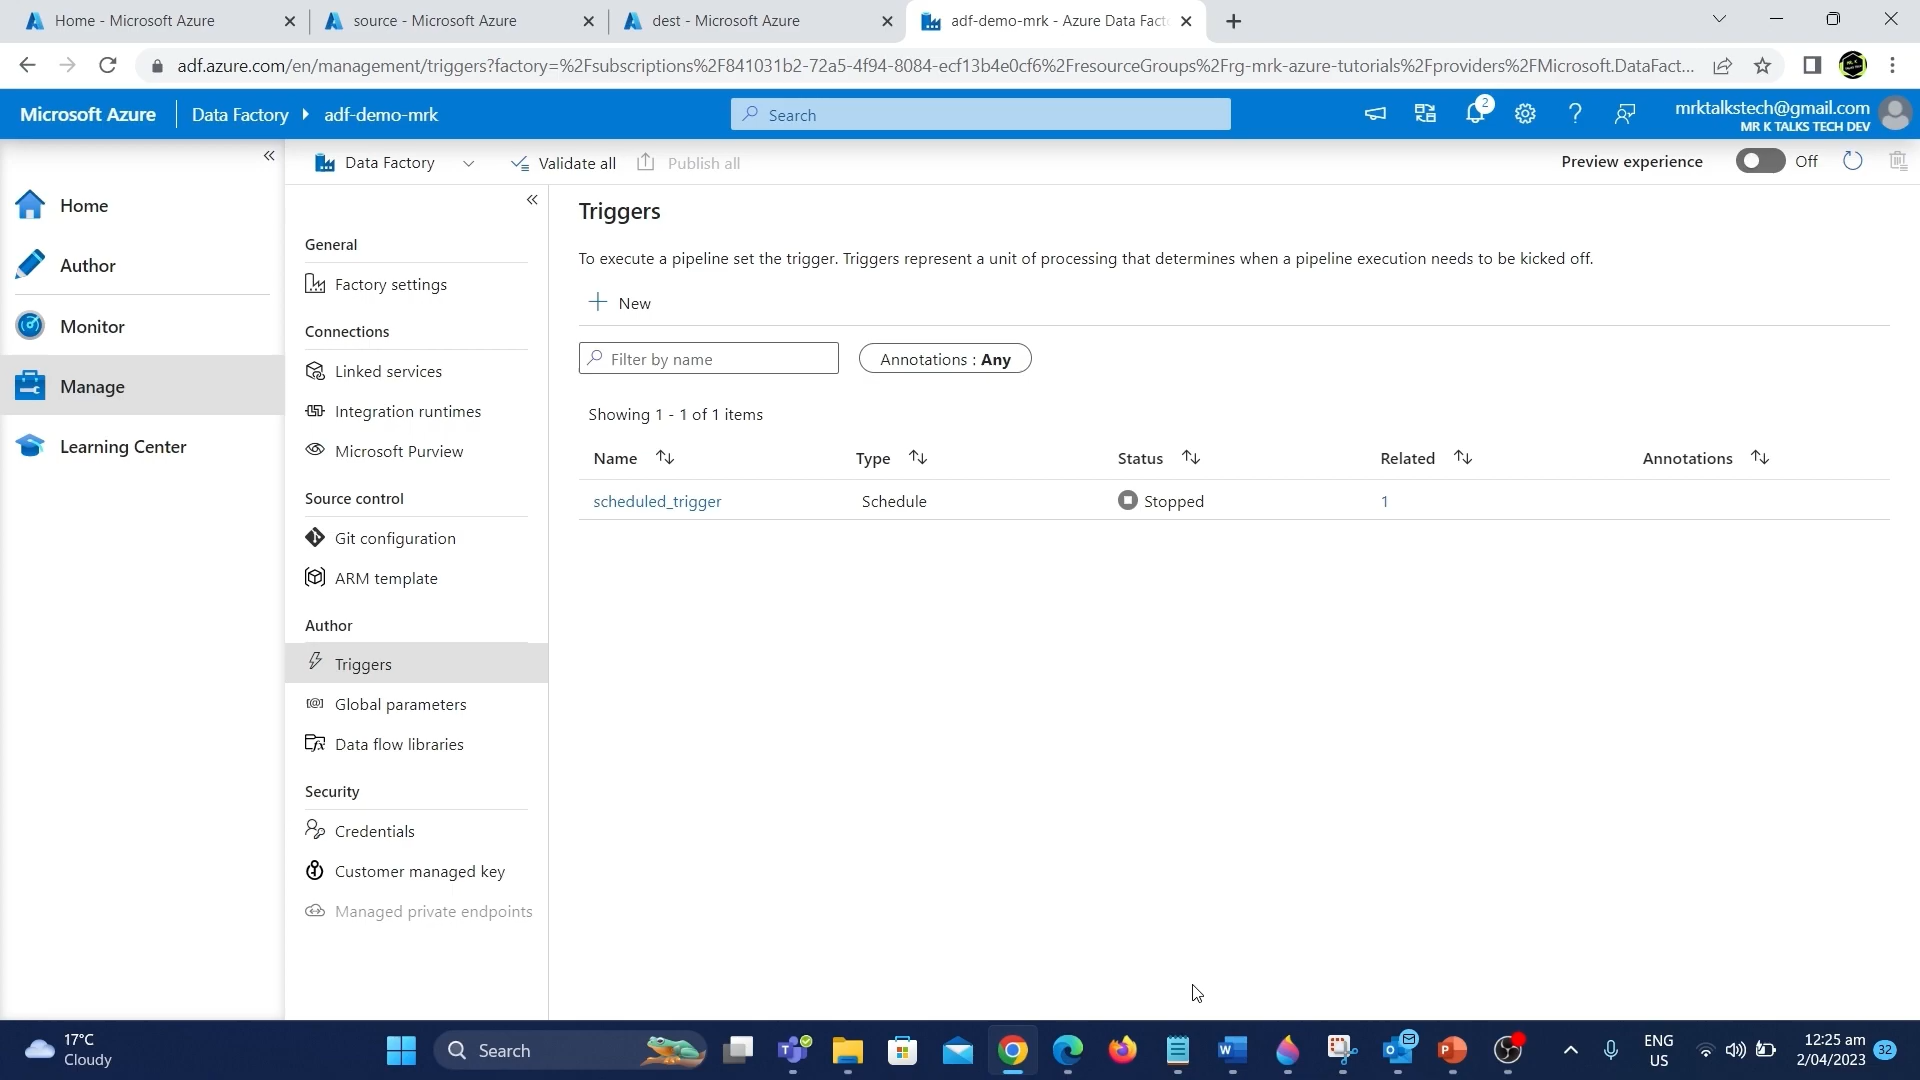 Home - Microsoft Azure
source - Microsoft Azure
dest - Microsoft Azure
adf-demo-mrk - Azure Data Fact
adf.azure.com/en/management/triggers?factory=%2Fsubscriptions%2F841031b2-72a5-4f94-8084-ecf13b4e0cf6%2FresourceGroups%2Frg-mrk-azure-tutorials%2Fproviders%2FMicrosoft.DataFact...
Microsoft Azure
Data Factory
adf-demo-mrk
Search
2
mrktalkstech@gmail.com
MR K TALKS TECH DEV
Data Factory
Validate all
Publish all
Preview experience
Off
Home
Author
Monitor
Manage
Learning Center
General
Factory settings
Connections
Linked services
Integration runtimes
Microsoft Purview
Source control
Git configuration
ARM template
Author
Triggers
Global parameters
Data flow libraries
Security
Credentials
Customer managed key
Managed private endpoints
Triggers
To execute a pipeline set the trigger. Triggers represent a unit of processing that determines when a pipeline execution needs to be kicked off.
New
Filter by name
Annotations : Any
Showing 1 - 1 of 1 items
Name Type Status Related Annotations
scheduled_trigger Schedule Stopped 1
17°C
Cloudy
Search
ENG
US
12:25 am
2/04/2023
32